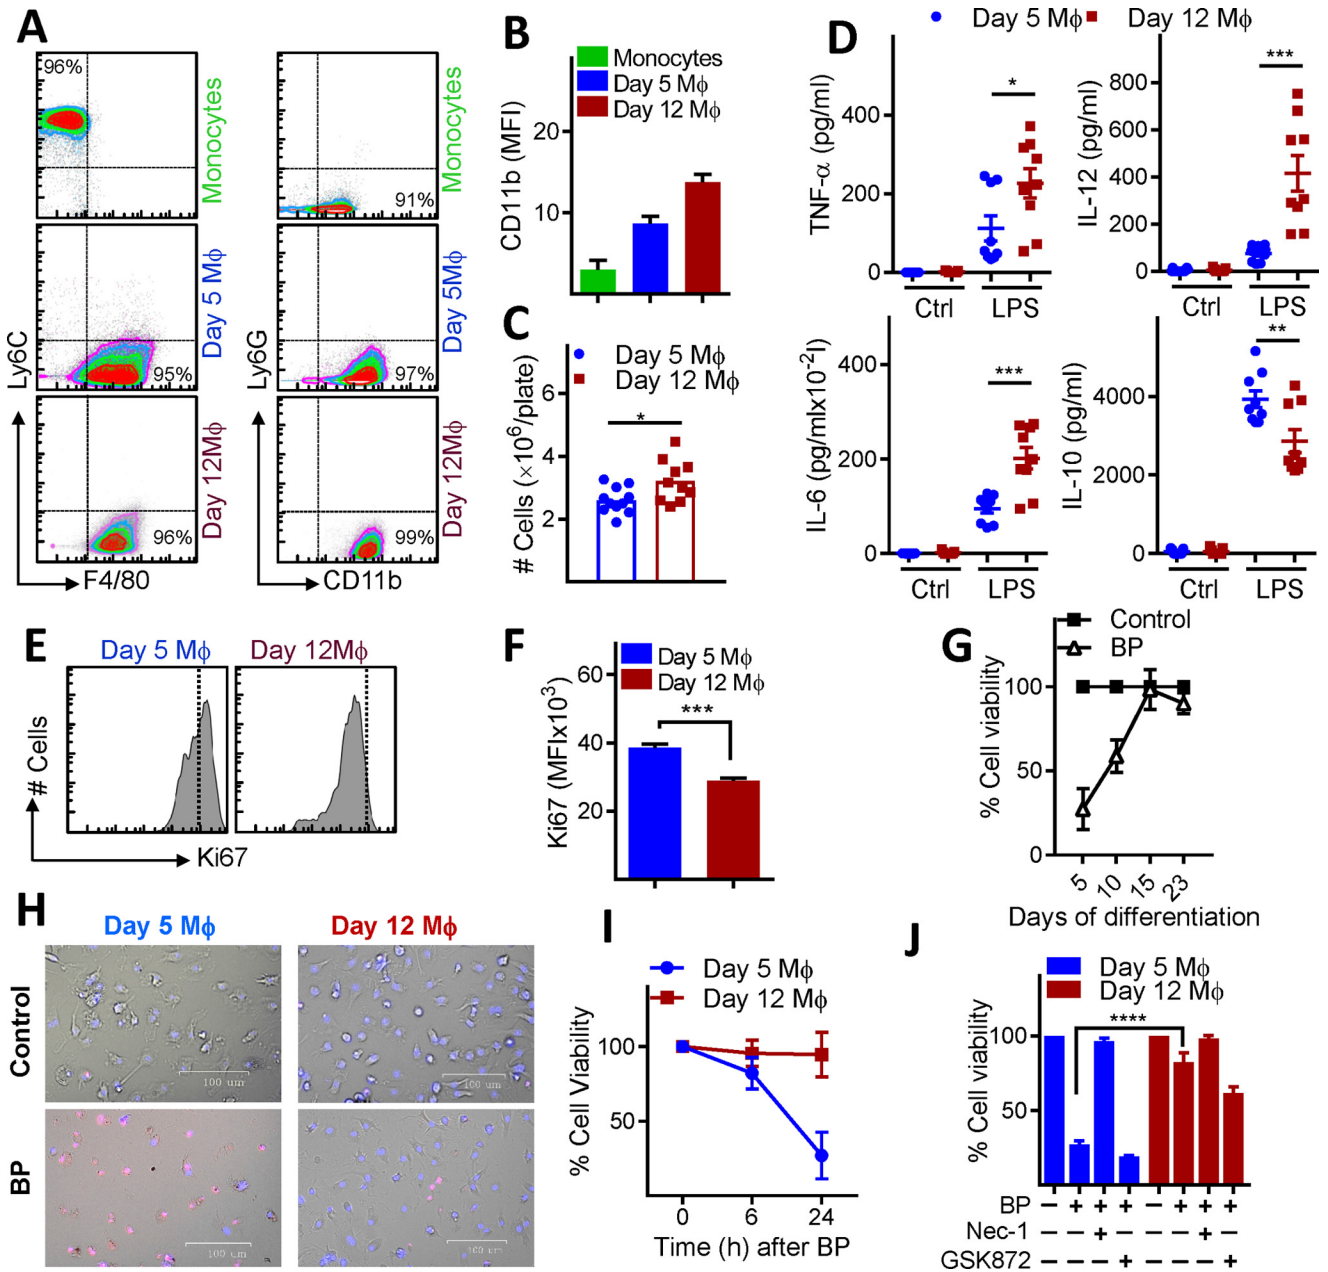 A
96%
Monocytes
91%
Monocytes
Day 5 Mϕ
95%
Day 5Mϕ
97%
Day 12Mϕ
96%
Day 12Mϕ
99%
Ly6C
Ly6G
F4/80
CD11b
B
Monocytes
Day 5 Mϕ
Day 12 Mϕ
CD11b (MFI)
20
10
C
Day 5 Mϕ
Day 12 Mϕ
# Cells (×10⁶/plate)
6
4
2
*
D
Day 5 Mϕ
Day 12 Mϕ
TNF-α (pg/ml)
400
200
0
*
Ctrl
LPS
IL-12 (pg/ml)
800
600
400
200
0
***
Ctrl
LPS
IL-6 (pg/mlx10⁻²l)
400
200
0
***
Ctrl
LPS
IL-10 (pg/ml)
4000
2000
0
**
Ctrl
LPS
E
Day 5 Mϕ
Day 12Mϕ
# Cells
Ki67
F
Day 5 Mϕ
Day 12 Mϕ
Ki67 (MFIx10³)
60
40
20
***
G
Control
BP
% Cell viability
100
50
0
5
10
15
23
Days of differentiation
H
Day 5 Mϕ
Day 12 Mϕ
Control
BP
100 um
100 um
100 um
100 um
I
Day 5 Mϕ
Day 12 Mϕ
% Cell Viability
100
50
0
6
24
Time (h) after BP
J
Day 5 Mϕ
Day 12 Mϕ
% Cell viability
100
50
****
BP − + + + − + + +
Nec-1 − − + − − − + −
GSK872 − − − + − − − +